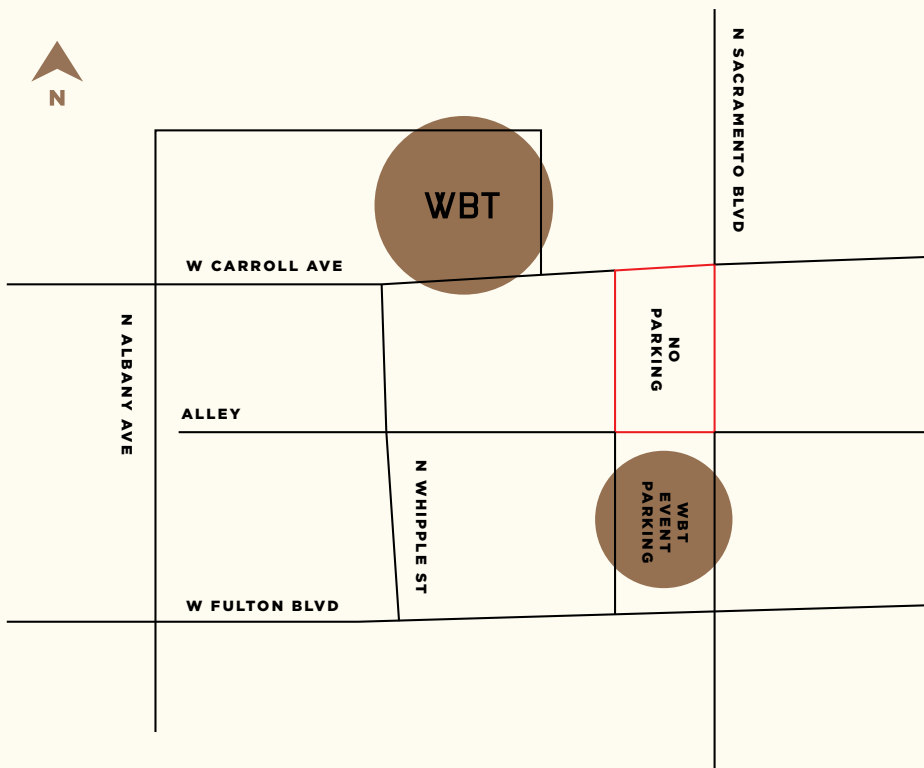 N SACRAMENTO BLVD
N
WBT
W CARROLL AVE
N ALBANY AVE
NO
PARKING
ALLEY
N WHIPPLE ST
WBT
EVENT
PARKING
W FULTON BLVD